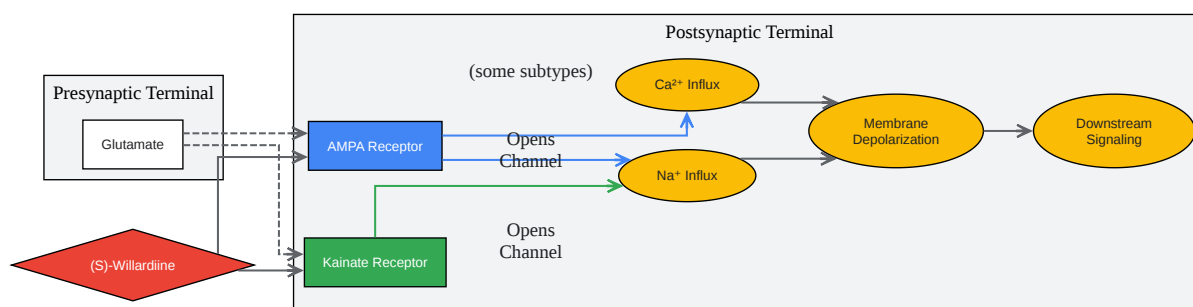 Postsynaptic Terminal
(some subtypes)
Ca²⁺ Influx
Presynaptic Terminal
Glutamate
AMPA Receptor
Opens
Channel
Na⁺ Influx
Membrane
Depolarization
Downstream
Signaling
(S)-Willardiine
Kainate Receptor
Opens
Channel